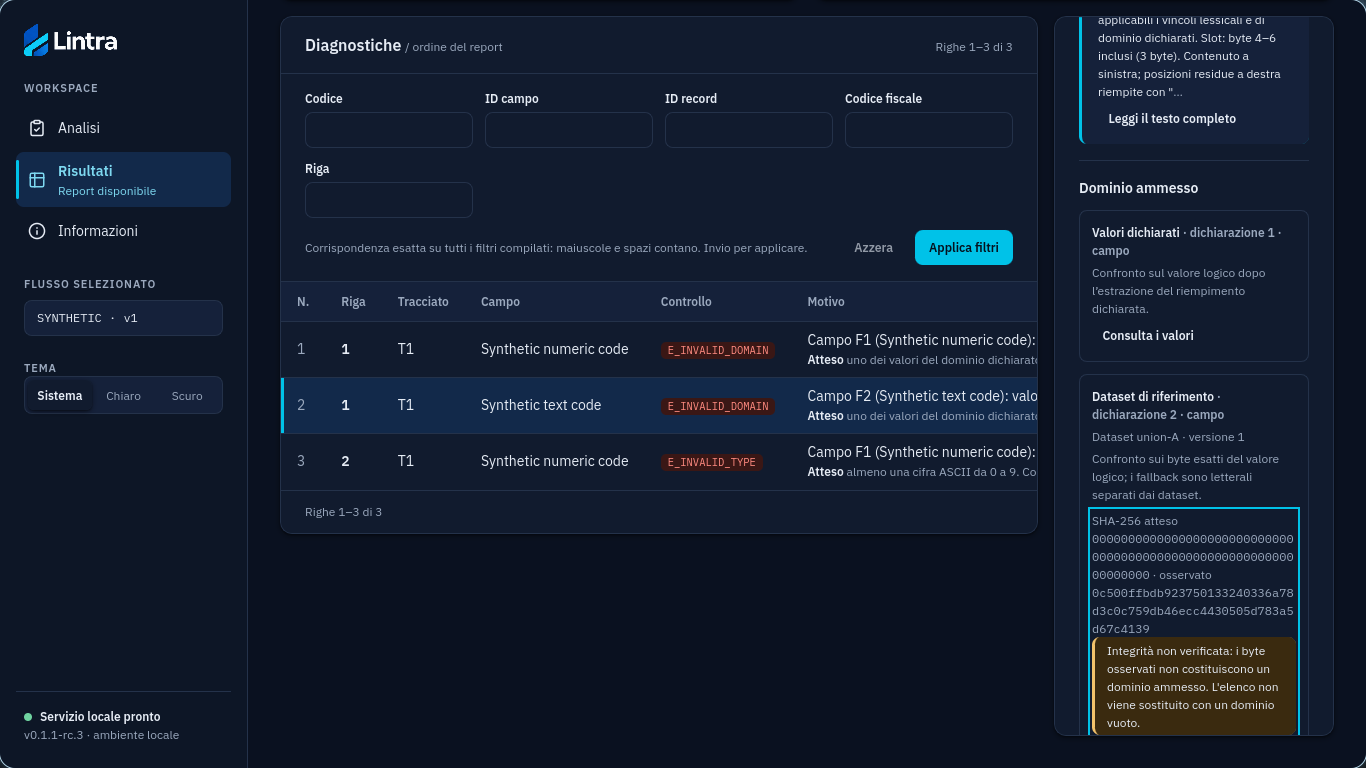 Lintra
WORKSPACE
Analisi
Risultati
Report disponibile
Informazioni
FLUSSO SELEZIONATO
SYNTHETIC · v1
TEMA
Sistema
Chiaro
Scuro
Servizio locale pronto
v0.1.1-rc.3 · ambiente locale
Diagnostiche / ordine del report
Righe 1–3 di 3
Codice
ID campo
ID record
Codice fiscale
Riga
Corrispondenza esatta su tutti i filtri compilati: maiuscole e spazi contano. Invio per applicare.
Azzera
Applica filtri
N. Riga Tracciato Campo Controllo Motivo
1 1 T1 Synthetic numeric code E_INVALID_DOMAIN Campo F1 (Synthetic numeric code):
Atteso uno dei valori del dominio dichiarato
2 1 T1 Synthetic text code E_INVALID_DOMAIN Campo F2 (Synthetic text code): valo
Atteso uno dei valori del dominio dichiarato
3 2 T1 Synthetic numeric code E_INVALID_TYPE Campo F1 (Synthetic numeric code):
Atteso almeno una cifra ASCII da 0 a 9. Co
Righe 1–3 di 3
applicabili i vincoli lessicali e di
dominio dichiarati. Slot: byte 4–6
inclusi (3 byte). Contenuto a
sinistra; posizioni residue a destra
riempite con "…
Leggi il testo completo
Dominio ammesso
Valori dichiarati · dichiarazione 1 ·
campo
Confronto sul valore logico dopo
l'estrazione del riempimento
dichiarata.
Consulta i valori
Dataset di riferimento ·
dichiarazione 2 · campo
Dataset union-A · versione 1
Confronto sui byte esatti del valore
logico; i fallback sono letterali
separati dai dataset.
SHA-256 atteso
0000000000000000000000000000
0000000000000000000000000000
00000000 · osservato
0c500ffbdb923750133240336a78
d3c0c759db46ecc4430505d783a5
d67c4139
Integrità non verificata: i byte
osservati non costituiscono un
dominio ammesso. L'elenco non
viene sostituito con un dominio
vuoto.